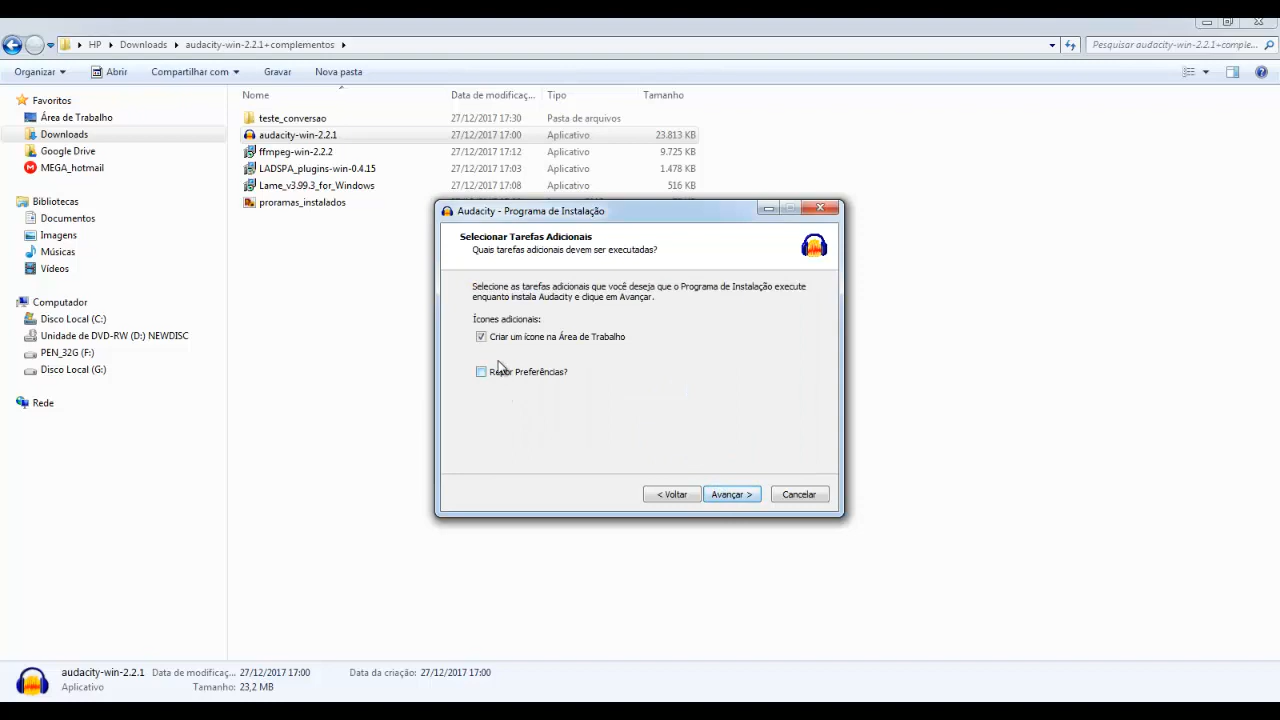 HP
Downloads
audacity-win-2.2.1+complementos
Pesquisar audacity-win-2.2.1+comple...
Organizar
Abrir
Compartilhar com
Gravar
Nova pasta
Favoritos
Área de Trabalho
Downloads
Google Drive
MEGA_hotmail
Bibliotecas
Documentos
Imagens
Músicas
Vídeos
Computador
Disco Local (C:)
Unidade de DVD-RW (D:) NEWDISC
PEN_32G (F:)
Disco Local (G:)
Rede
Nome Data de modificaç... Tipo Tamanho
teste_conversao 27/12/2017 17:30 Pasta de arquivos
audacity-win-2.2.1 27/12/2017 17:00 Aplicativo 23.813 KB
ffmpeg-win-2.2.2 27/12/2017 17:12 Aplicativo 9.725 KB
LADSPA_plugins-win-0.4.15 27/12/2017 17:03 Aplicativo 1.478 KB
Lame_v3.99.3_for_Windows 27/12/2017 17:08 Aplicativo 516 KB
proramas_instalados
Audacity - Programa de Instalação
Selecionar Tarefas Adicionais
Quais tarefas adicionais devem ser executadas?
Selecione as tarefas adicionais que você deseja que o Programa de Instalação execute
enquanto instala Audacity e clique em Avançar.
Ícones adicionais:
Criar um ícone na Área de Trabalho
Preferências?
< Voltar
Avançar >
Cancelar
audacity-win-2.2.1 Data de modificaç... 27/12/2017 17:00 Data da criação: 27/12/2017 17:00
Aplicativo Tamanho: 23,2 MB